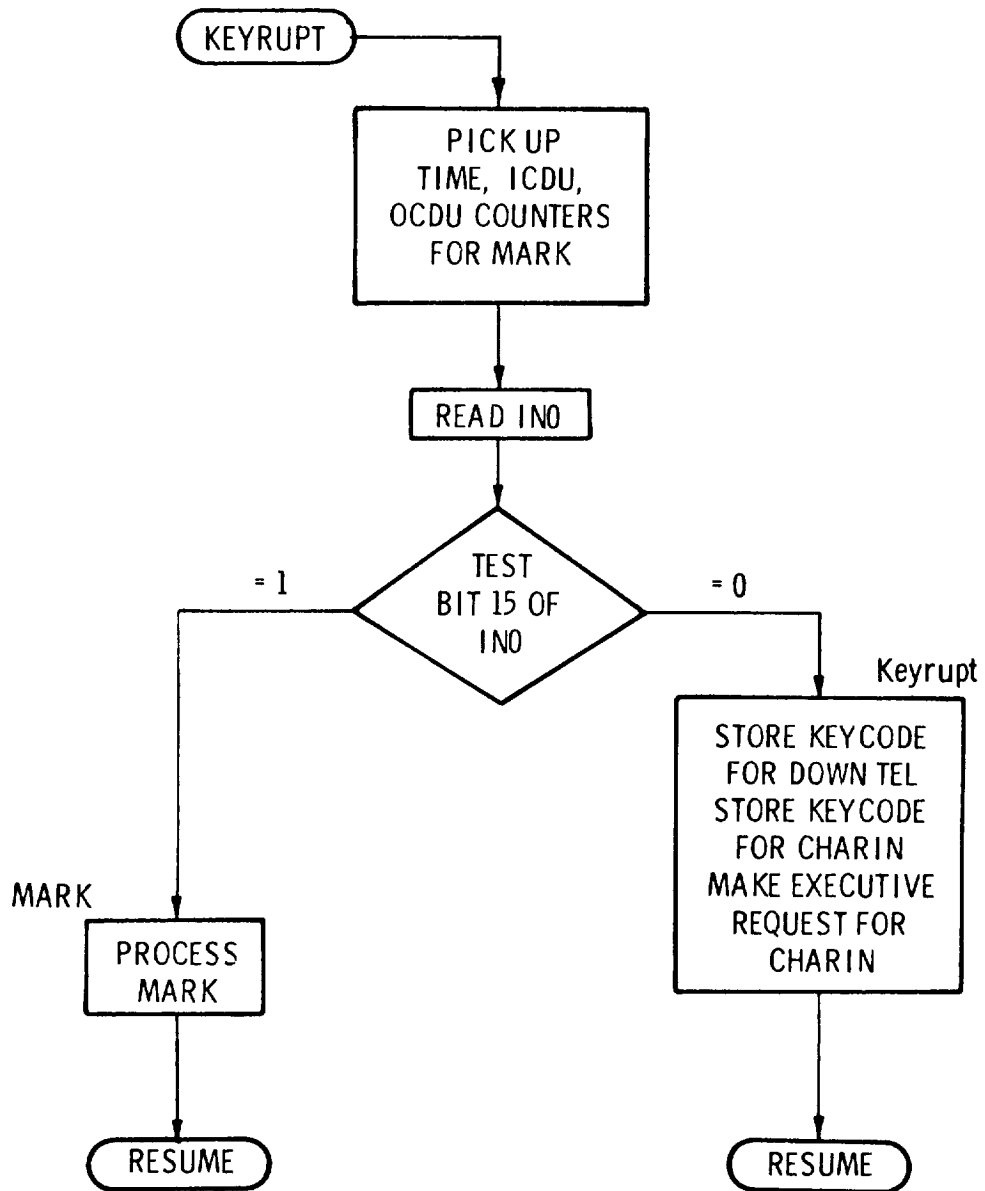 KEYRUPT
PICK UP
TIME, ICDU,
OCDU COUNTERS
FOR MARK
READ IN0
TEST
BIT 15 OF
IN0
= 1
= 0
Keyrupt
STORE KEYCODE
FOR DOWN TEL
STORE KEYCODE
FOR CHARIN
MAKE EXECUTIVE
REQUEST FOR
CHARIN
MARK
PROCESS
MARK
RESUME
RESUME